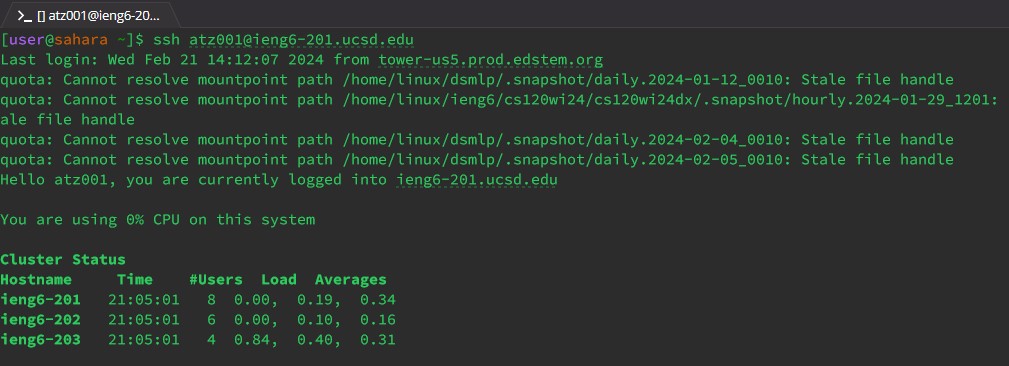 >_ [] atz001@ieng6-20...
[user@sahara ~]$ ssh atz001@ieng6-201.ucsd.edu
Last login: Wed Feb 21 14:12:07 2024 from tower-us5.prod.edstem.org
quota: Cannot resolve mountpoint path /home/linux/dsmlp/.snapshot/daily.2024-01-12_0010: Stale file handle
quota: Cannot resolve mountpoint path /home/linux/ieng6/cs120wi24/cs120wi24dx/.snapshot/hourly.2024-01-29_1201:
ale file handle
quota: Cannot resolve mountpoint path /home/linux/dsmlp/.snapshot/daily.2024-02-04_0010: Stale file handle
quota: Cannot resolve mountpoint path /home/linux/dsmlp/.snapshot/daily.2024-02-05_0010: Stale file handle
Hello atz001, you are currently logged into ieng6-201.ucsd.edu
You are using 0% CPU on this system
Cluster Status
Hostname     Time    #Users  Load  Averages
ieng6-201   21:05:01   8  0.00,  0.19,  0.34
ieng6-202   21:05:01   6  0.00,  0.10,  0.16
ieng6-203   21:05:01   4  0.84,  0.40,  0.31